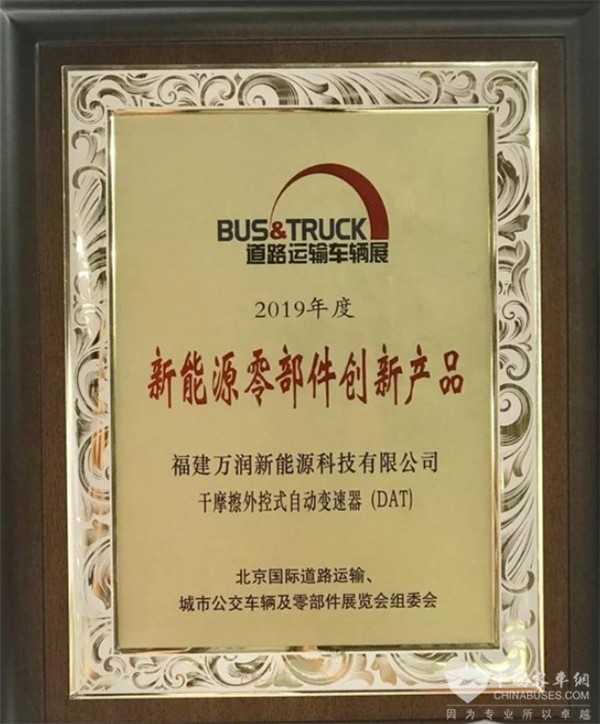 BUS&TRUCK
道路运输车辆展
2019年度
新能源零部件创新产品
福建万润新能源科技有限公司
干摩擦外控式自动变速器(DAT)
北京国际道路运输、
城市公交车辆及零部件展览会组委会
中国客车網
CHINABUSES.COM
因为专业所以卓越